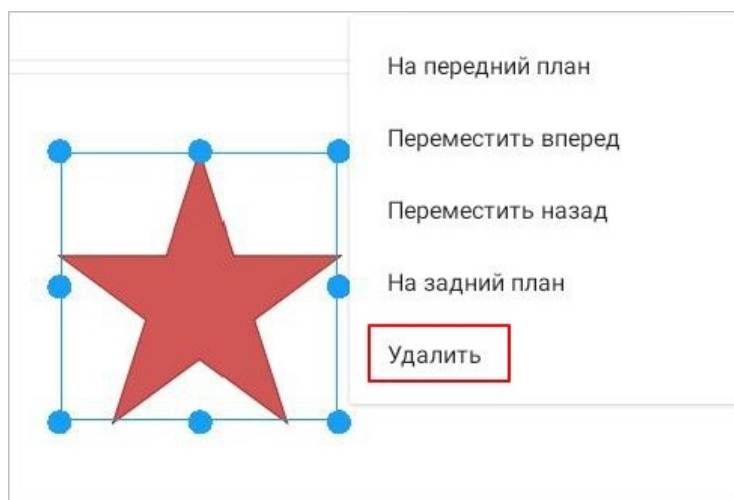 На передний план
Переместить вперед
Переместить назад
На задний план
Удалить